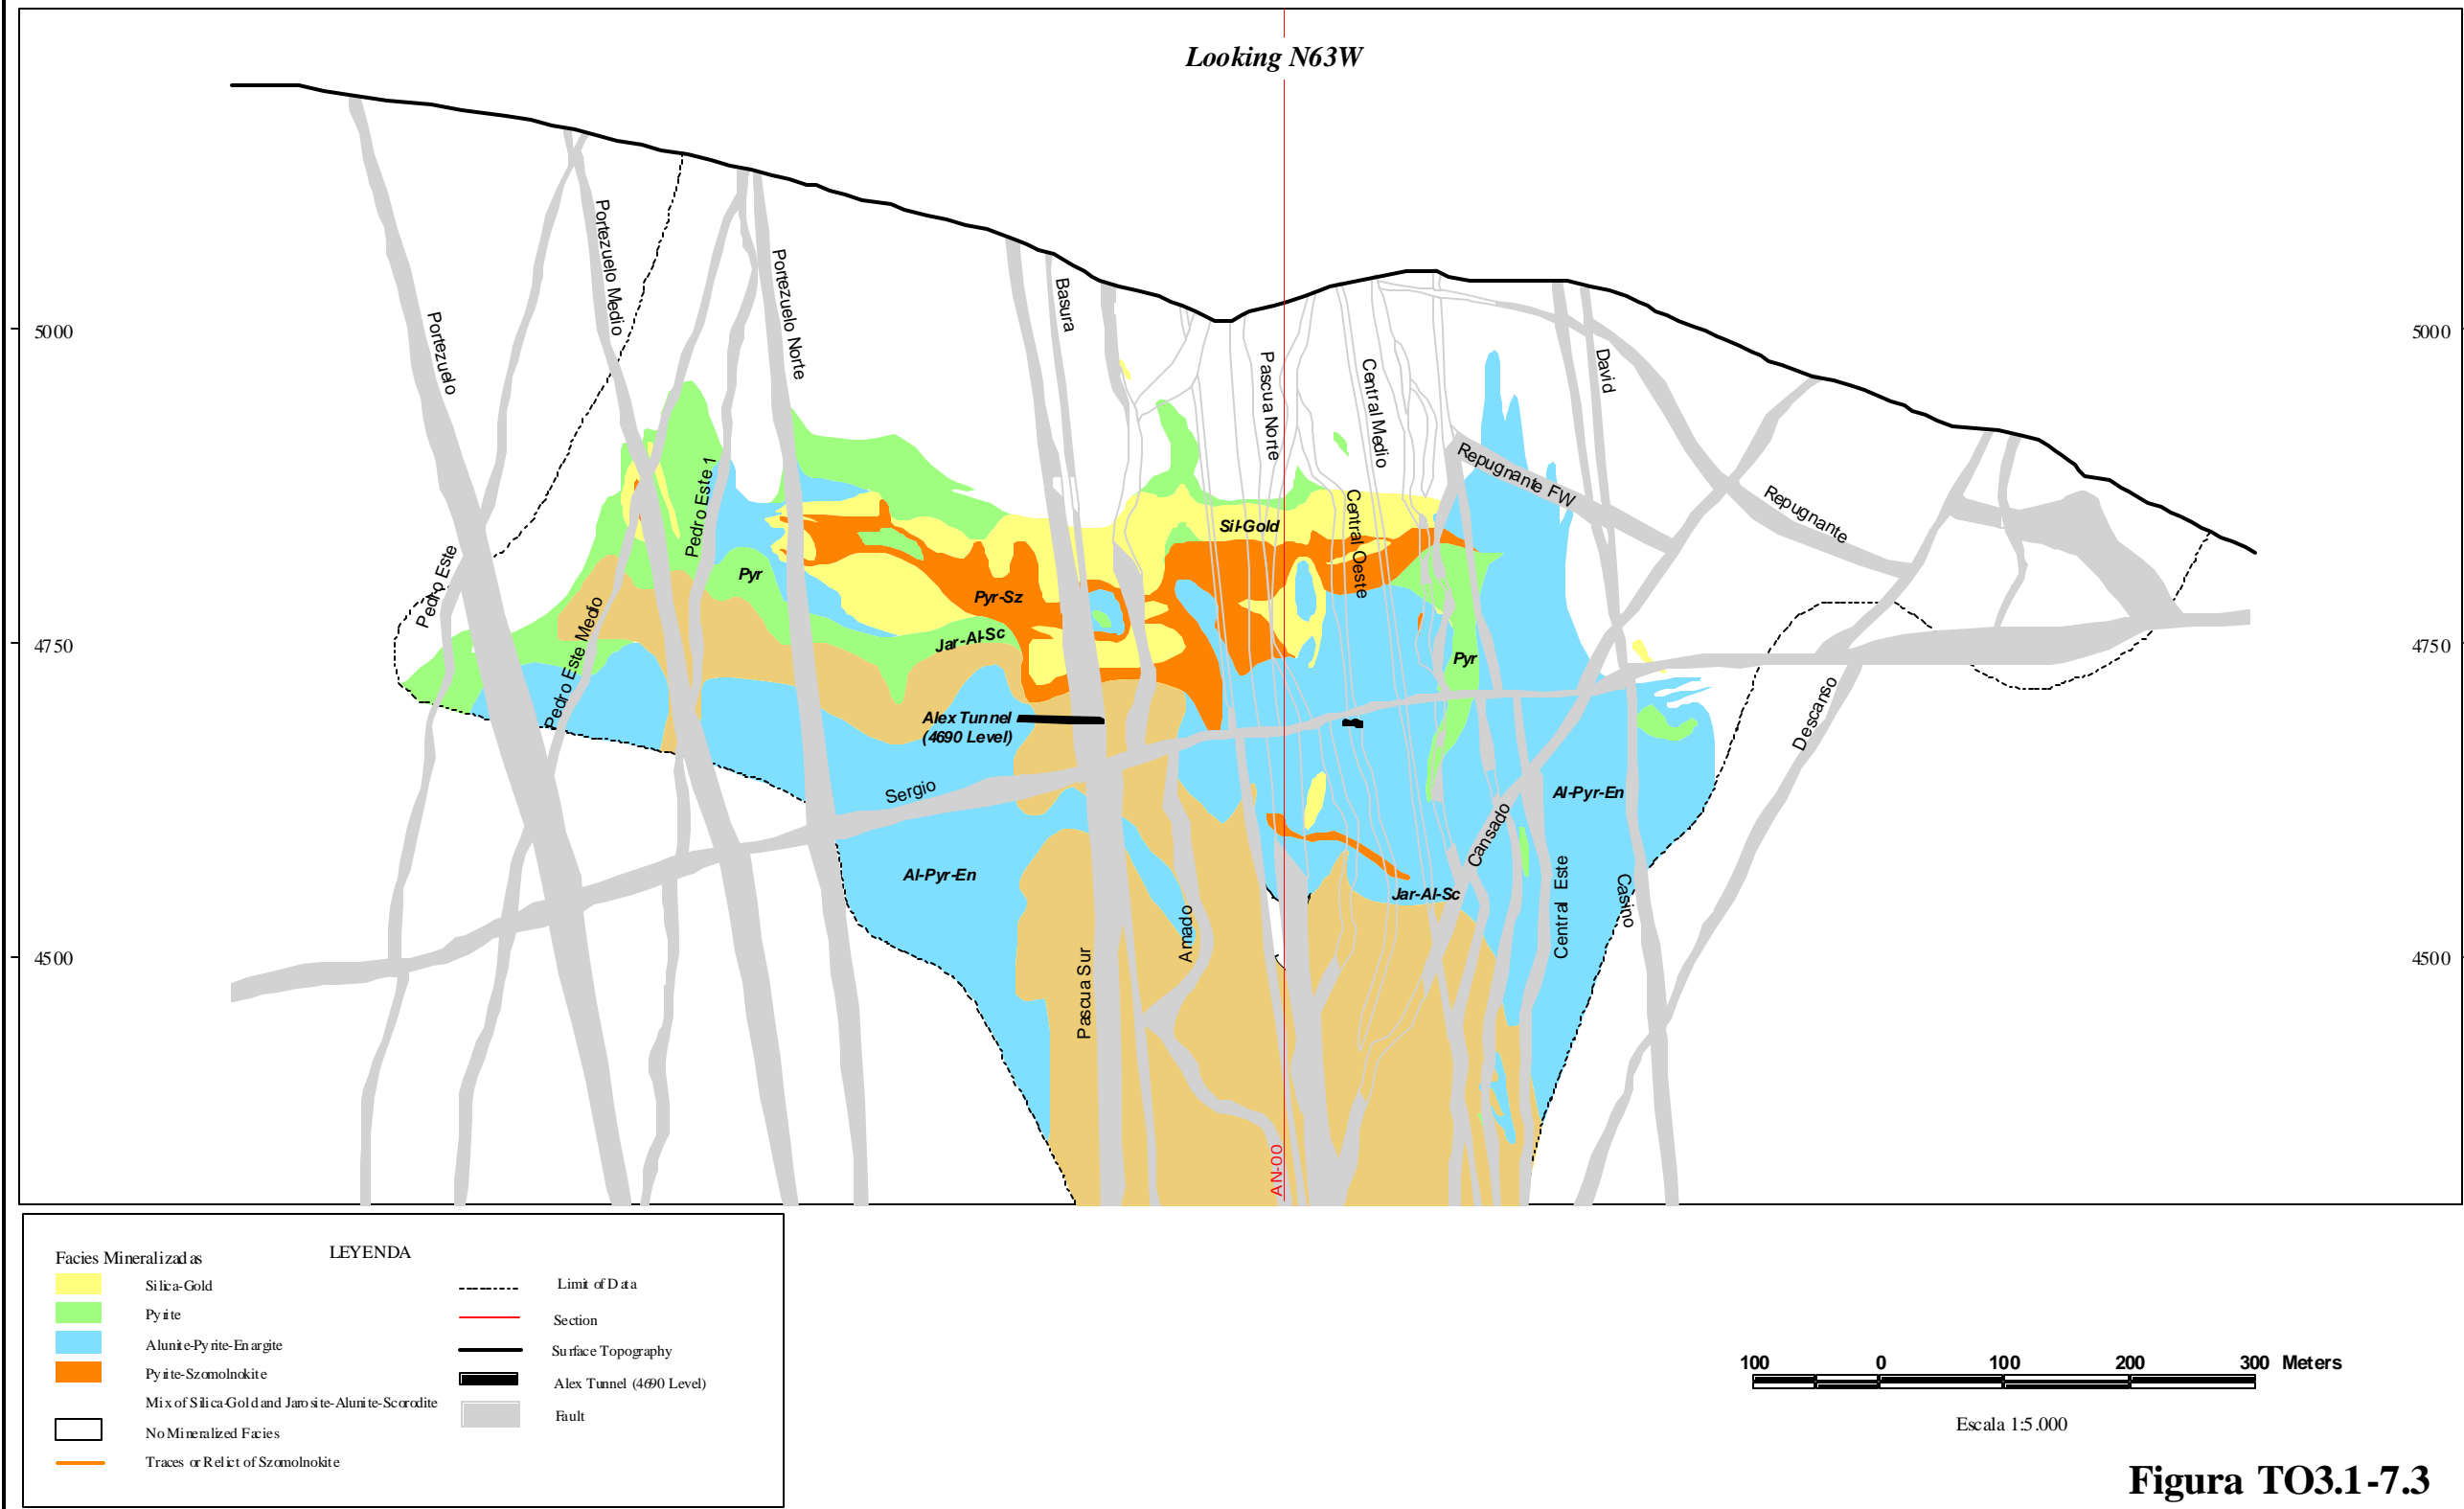 Looking N63W
5000
5000
4750
4750
4500
4500
Portezuelo
Portezuelo Medio
Portezuelo Norte
Basura
Pascua Norte
Central Medio
David
Repugnante FW
Repugnante
Central Oeste
Pedro Este 1
Pedro Este
Pedro Este Medio
Sil-Gold
Pyr
Pyr-Sz
Jar-Al-Sc
Pyr
Alex Tunnel
(4690 Level)
Sergio
Al-Pyr-En
Al-Pyr-En
Jar-Al-Sc
Cansado
Descanso
Central Este
Casino
Amado
Pascua Sur
AN-00
LEYENDA
Facies Mineralizadas
Silica-Gold
Pyrite
Alunite-Pyrite-Enargite
Pyrite-Szomolnokite
Mix of Silica-Gold and Jarosite-Alunite-Scorodite
No Mineralized Facies
Traces or Relict of Szomolnokite
Limit of Data
Section
Surface Topography
Alex Tunnel (4690 Level)
Fault
100 0 100 200 300 Meters
Escala 1:5.000
Figura TO3.1-7.3